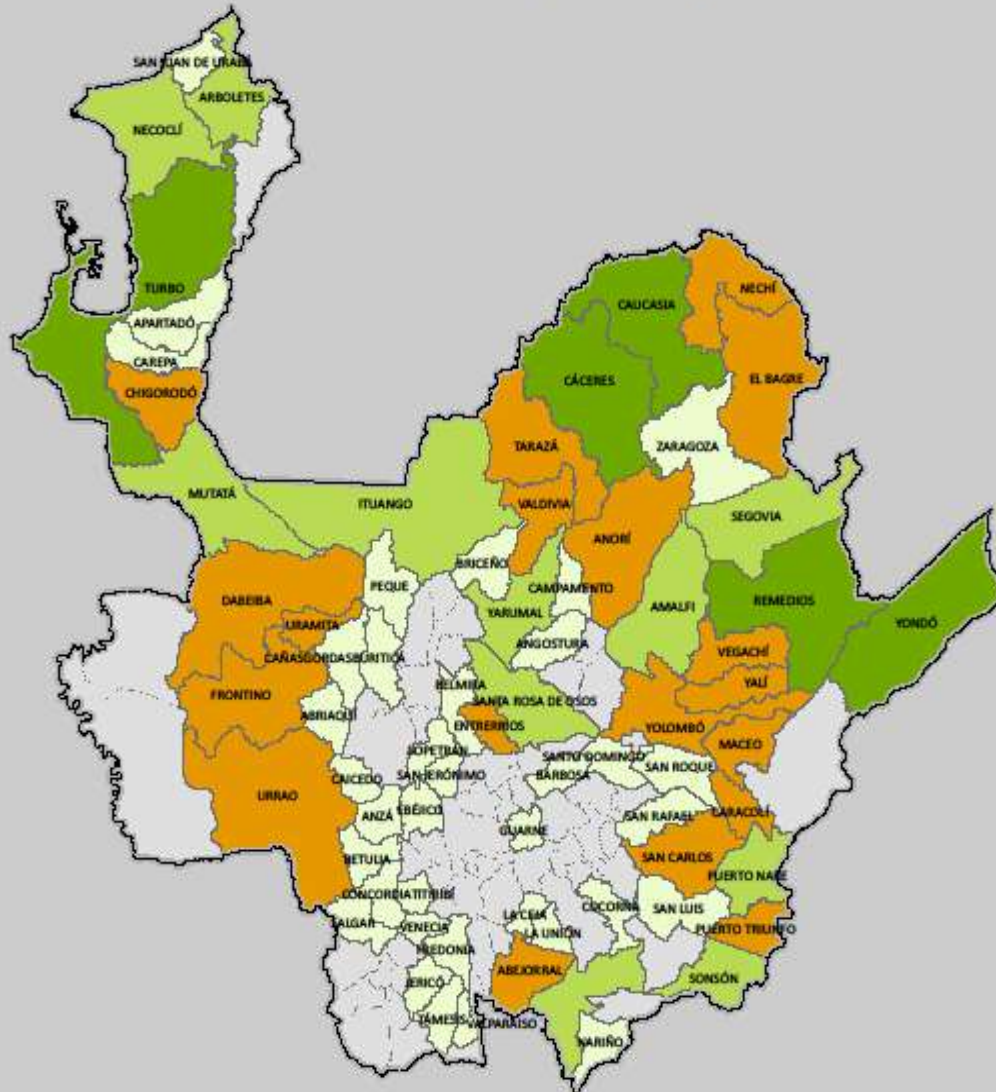 SAN JUAN DE URABÁ
ARBOLETES
NECOCLÍ
TURBO
APARTADÓ
CAREPA
CHIGORODÓ
NECHÍ
CAUCASIA
EL BAGRE
CÁCERES
TARAZÁ
ZARAGOZA
MUTATÁ
ITUANGO
VALDIVIA
SEGOVIA
ANORÍ
BRICEÑO
PEQUE
CAMPAMENTO
DABEIBA
YARUMAL
AMALFI
REMEDIOS
YONDÓ
URAMITA
ANGOSTURA
VEGACHÍ
CAÑASGORDAS
BURITICA
YALÍ
BELMIRA
FRONTINO
SANTA ROSA DE OSOS
ABRIAQUÍ
ENTRERRIOS
YOLOMBÓ
MACEO
SOPETRÁN
SANTO DOMINGO
SAN ROQUE
CAICEDO
SAN JERÓNIMO
BARBOSA
URRAO
EBÉJICO
ANZÁ
SAN RAFAEL
CARACOLÍ
GUARNE
BETULIA
SAN CARLOS
PUERTO NARE
CONCORDIA
TITIRIBÍ
COCORNA
SAN LUIS
LA CEJA
SALGAR
VENECIA
LA UNIÓN
PUERTO TRIUNFO
FREDONIA
ABEJORRAL
JERICÓ
SONSÓN
TÁMESIS
VALPARAÍSO
NARIÑO